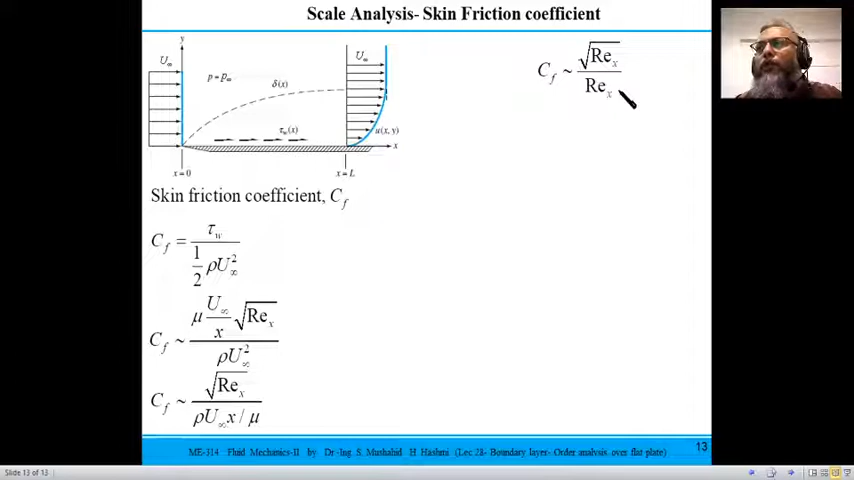 Scale Analysis- Skin Friction coefficient
y
U∞
p = p∞
δ(x)
τw(x)
U∞
u(x, y)
x
x = 0
x = L
Skin friction coefficient, Cf
Cf = τw / (1/2 ρU∞²)
Cf ~ (μ U∞/x √Rex) / (ρU∞²)
Cf ~ √Rex / (ρU∞x / μ)
Cf ~ √Rex / Rex
ME-314 Fluid Mechanics-II by Dr -Ing. S. Mushahid H Hashmi (Lec 28- Boundary layer- Order analysis over flat plate)
13
Slide 13 of 13